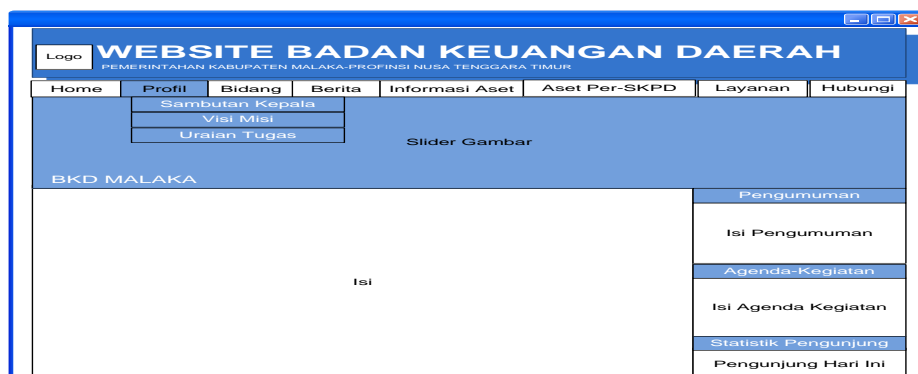 Logo
WEBSITE BADAN KEUANGAN DAERAH
PEMERINTAHAN KABUPATEN MALAKA-PROFINSI NUSA TENGGARA TIMUR
Home Profil Bidang Berita Informasi Aset Aset Per-SKPD Layanan Hubungi
Sambutan Kepala
Visi Misi
Uraian Tugas
Slider Gambar
BKD MALAKA
Pengumuman
Isi Pengumuman
Agenda-Kegiatan
Isi
Isi Agenda Kegiatan
Statistik Pengunjung
Pengunjung Hari Ini